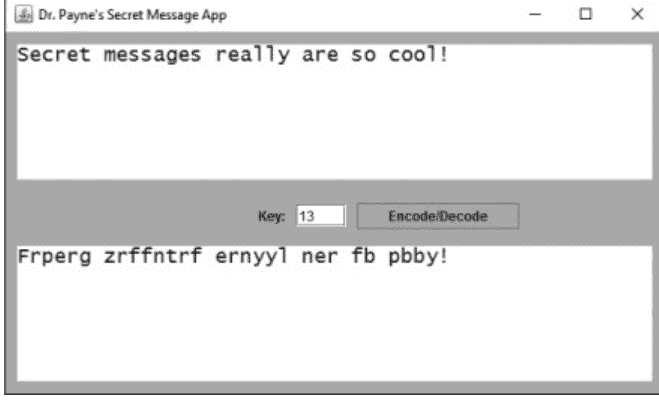 Dr. Payne's Secret Message App
Secret messages really are so cool!
Key: 13 Encode/Decode
Frperg zrffntrf ernyyl ner fb pbby!